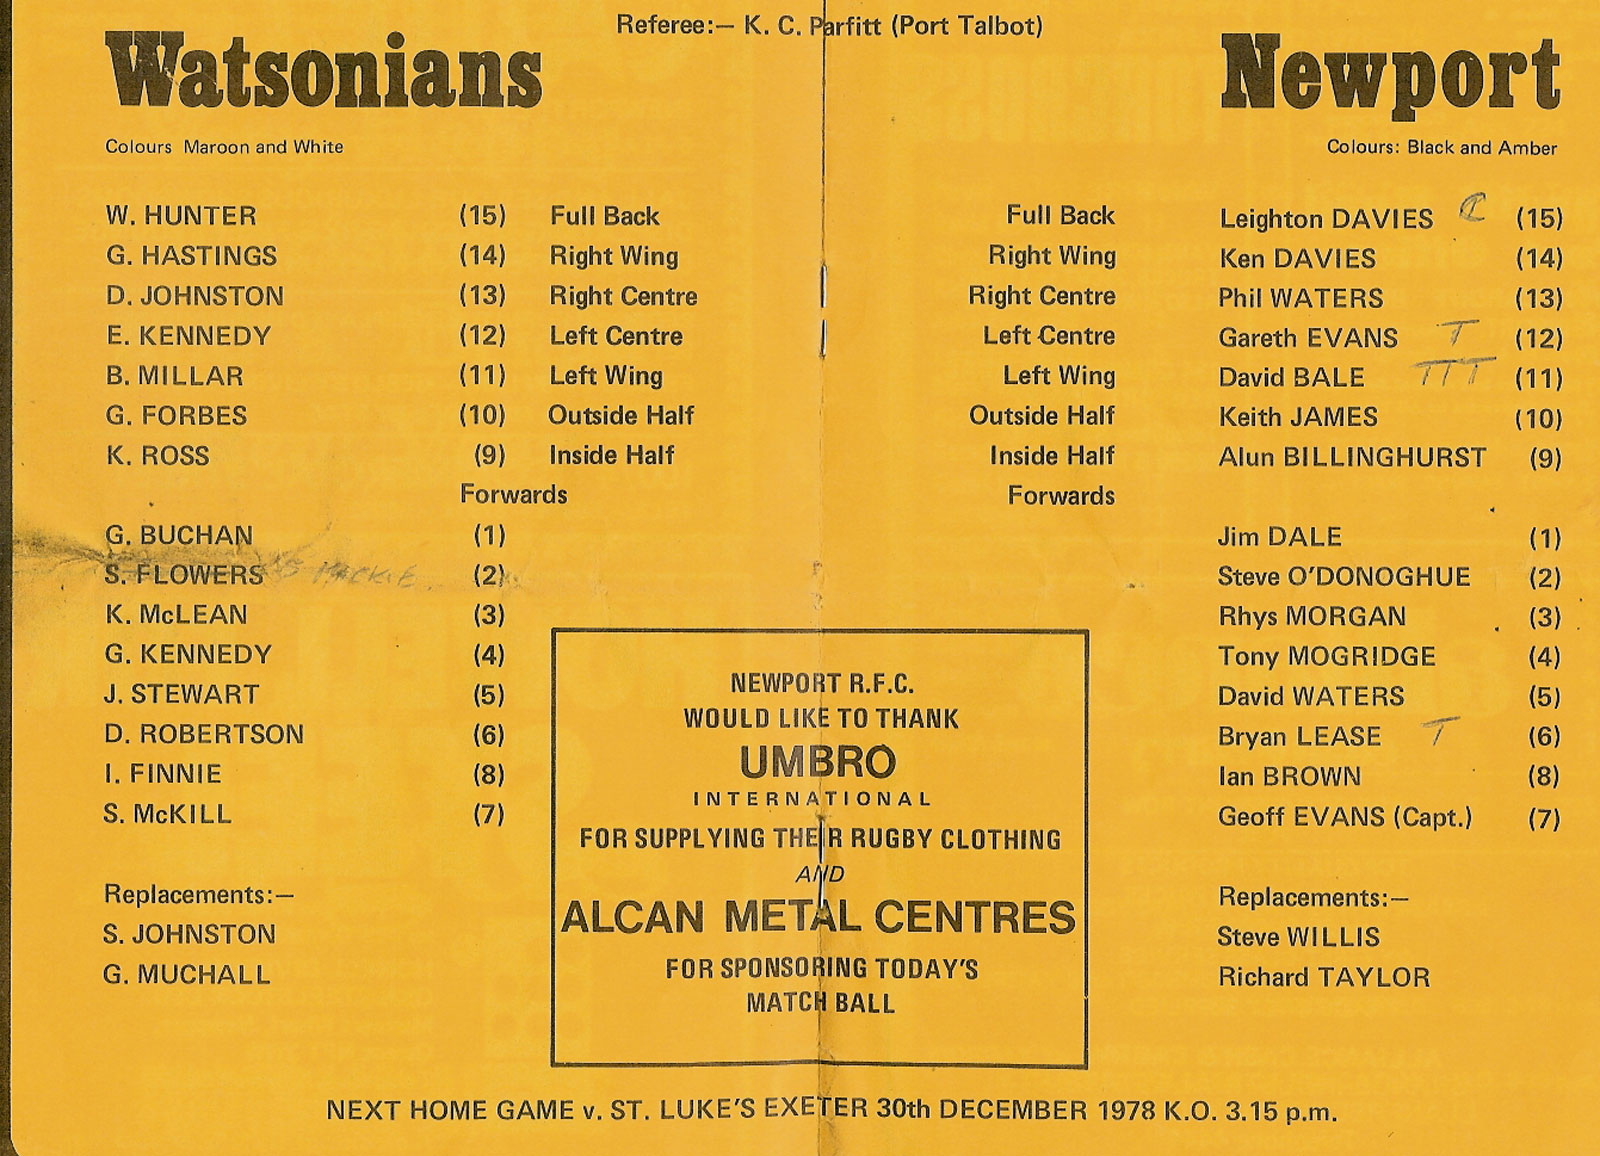 Referee:— K. C. Parfitt (Port Talbot)
Watsonians
Colours Maroon and White
W. HUNTER (15) Full Back
G. HASTINGS (14) Right Wing
D. JOHNSTON (13) Right Centre
E. KENNEDY (12) Left Centre
B. MILLAR (11) Left Wing
G. FORBES (10) Outside Half
K. ROSS (9) Inside Half
Forwards
G. BUCHAN (1)
S. FLOWERS MACKIE (2)
K. McLEAN (3)
G. KENNEDY (4)
J. STEWART (5)
D. ROBERTSON (6)
I. FINNIE (8)
S. McKILL (7)
Replacements:—
S. JOHNSTON
G. MUCHALL
Newport
Colours: Black and Amber
Full Back Leighton DAVIES C (15)
Right Wing Ken DAVIES (14)
Right Centre Phil WATERS (13)
Left Centre Gareth EVANS T (12)
Left Wing David BALE TTT (11)
Outside Half Keith JAMES (10)
Inside Half Alun BILLINGHURST (9)
Forwards
Jim DALE (1)
Steve O'DONOGHUE (2)
Rhys MORGAN (3)
Tony MOGRIDGE (4)
David WATERS (5)
Bryan LEASE T (6)
Ian BROWN (8)
Geoff EVANS (Capt.) (7)
Replacements:—
Steve WILLIS
Richard TAYLOR
NEWPORT R.F.C.
WOULD LIKE TO THANK
UMBRO
INTERNATIONAL
FOR SUPPLYING THEIR RUGBY CLOTHING
AND
ALCAN METAL CENTRES
FOR SPONSORING TODAY'S
MATCH BALL
NEXT HOME GAME v. ST. LUKE'S EXETER 30th DECEMBER 1978 K.O. 3.15 p.m.